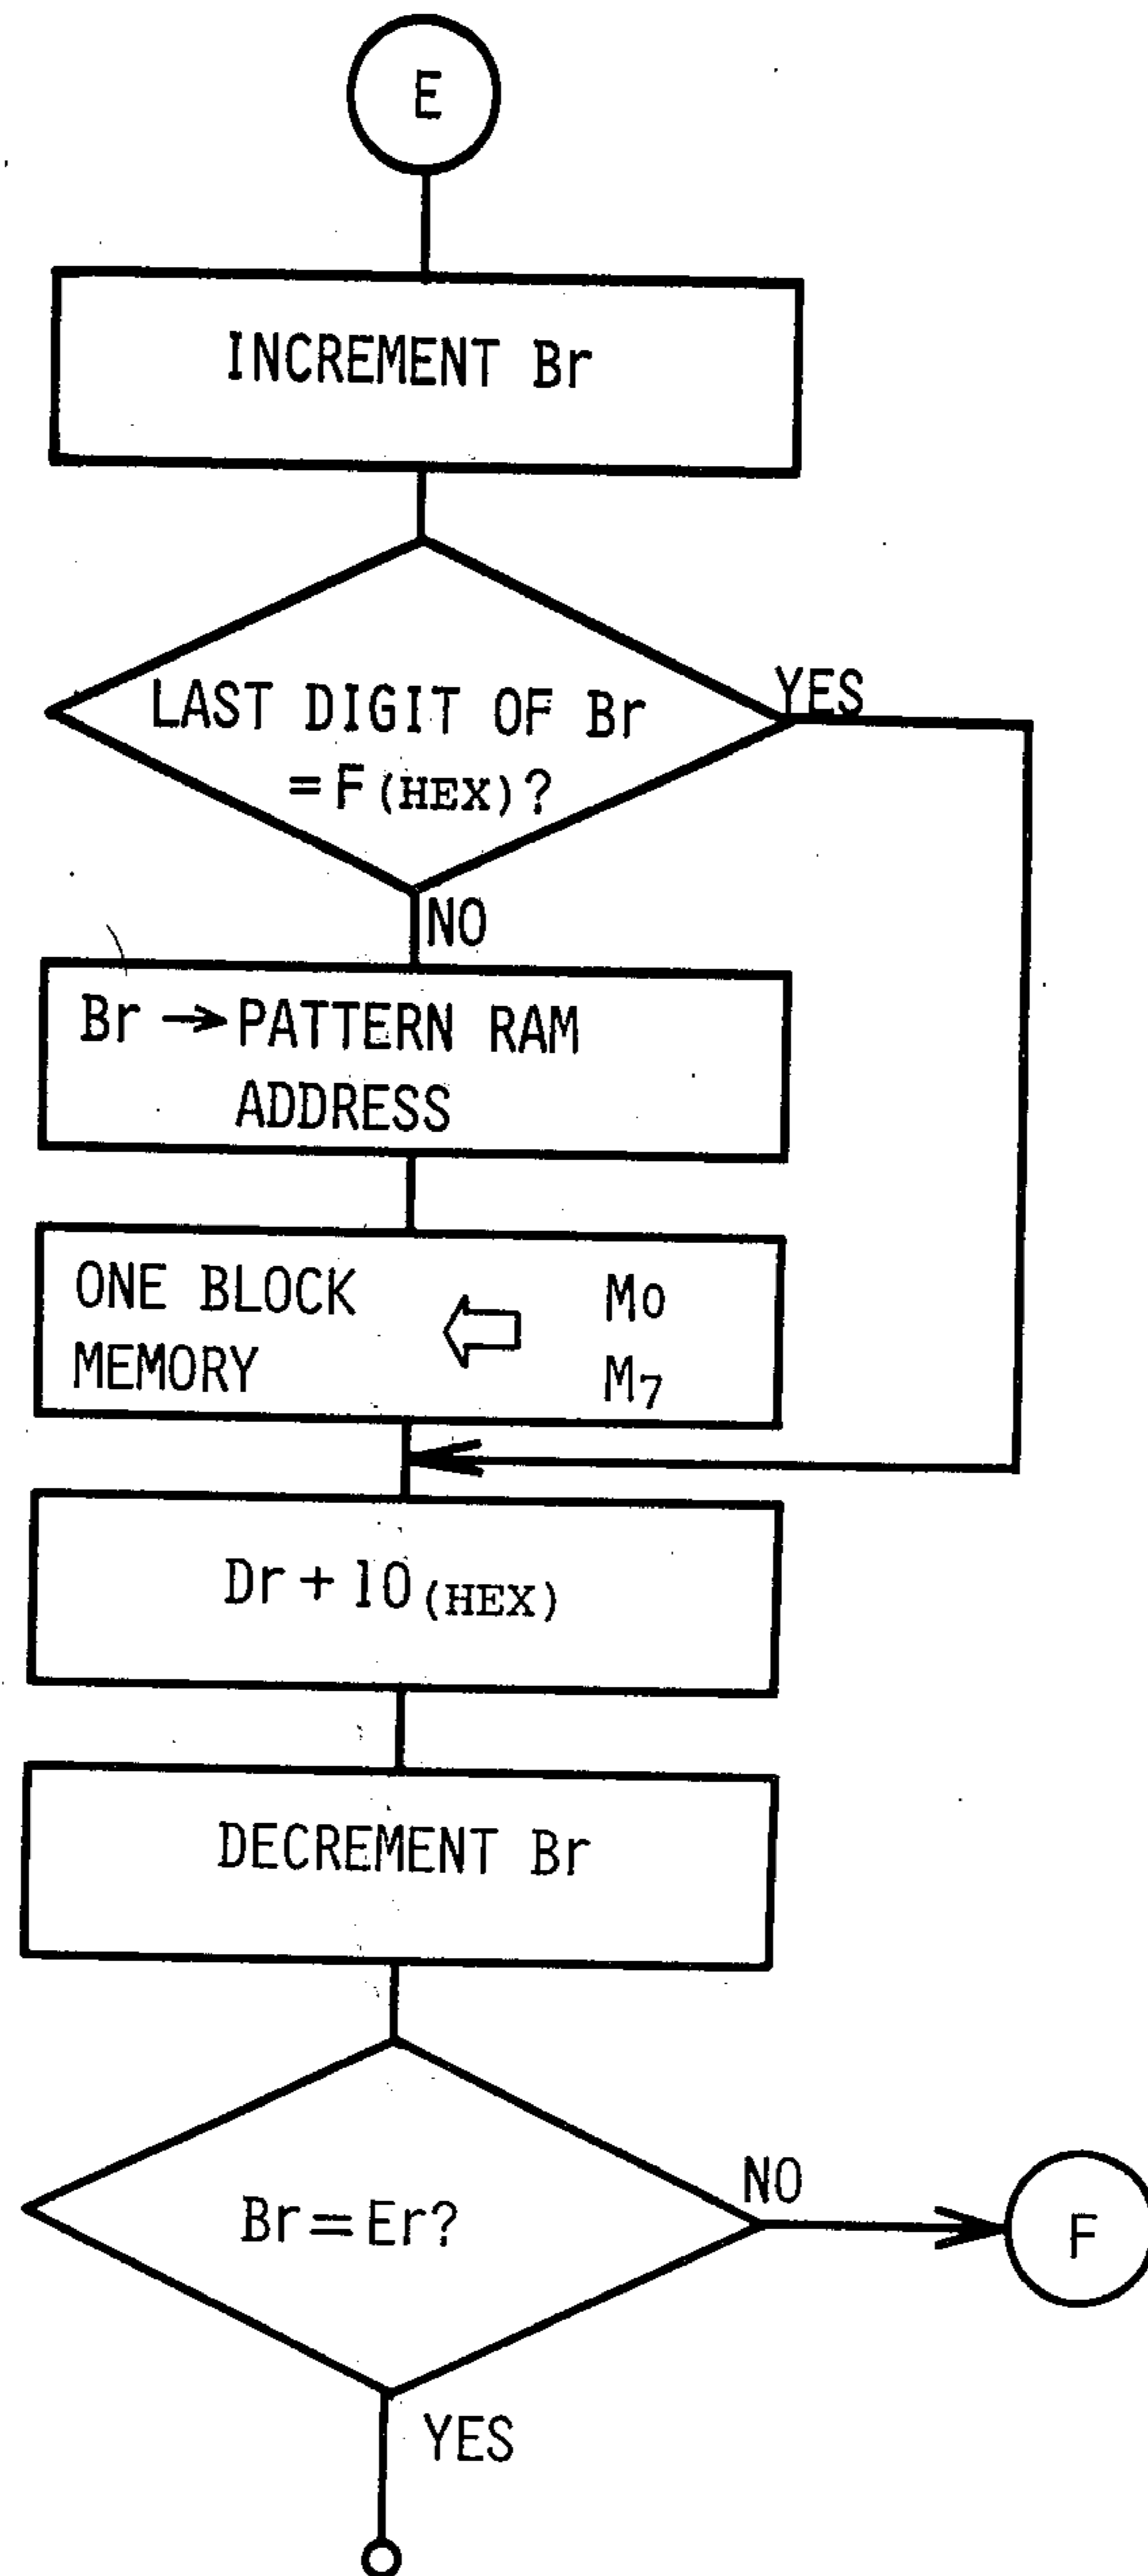 E
INCREMENT Br
YES
LAST DIGIT OF Br
=F(HEX)?
NO
Br→PATTERN RAM
ADDRESS
ONE BLOCK ⇦ M0
MEMORY M7
Dr+10(HEX)
DECREMENT Br
NO
Br=Er?
F
YES